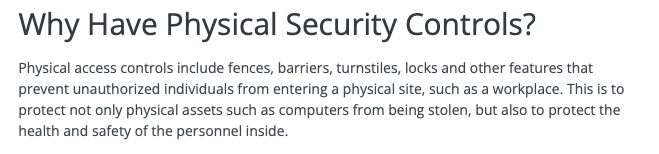 Why Have Physical Security Controls?
Physical access controls include fences, barriers, turnstiles, locks and other features that
prevent unauthorized individuals from entering a physical site, such as a workplace. This is to
protect not only physical assets such as computers from being stolen, but also to protect the
health and safety of the personnel inside.